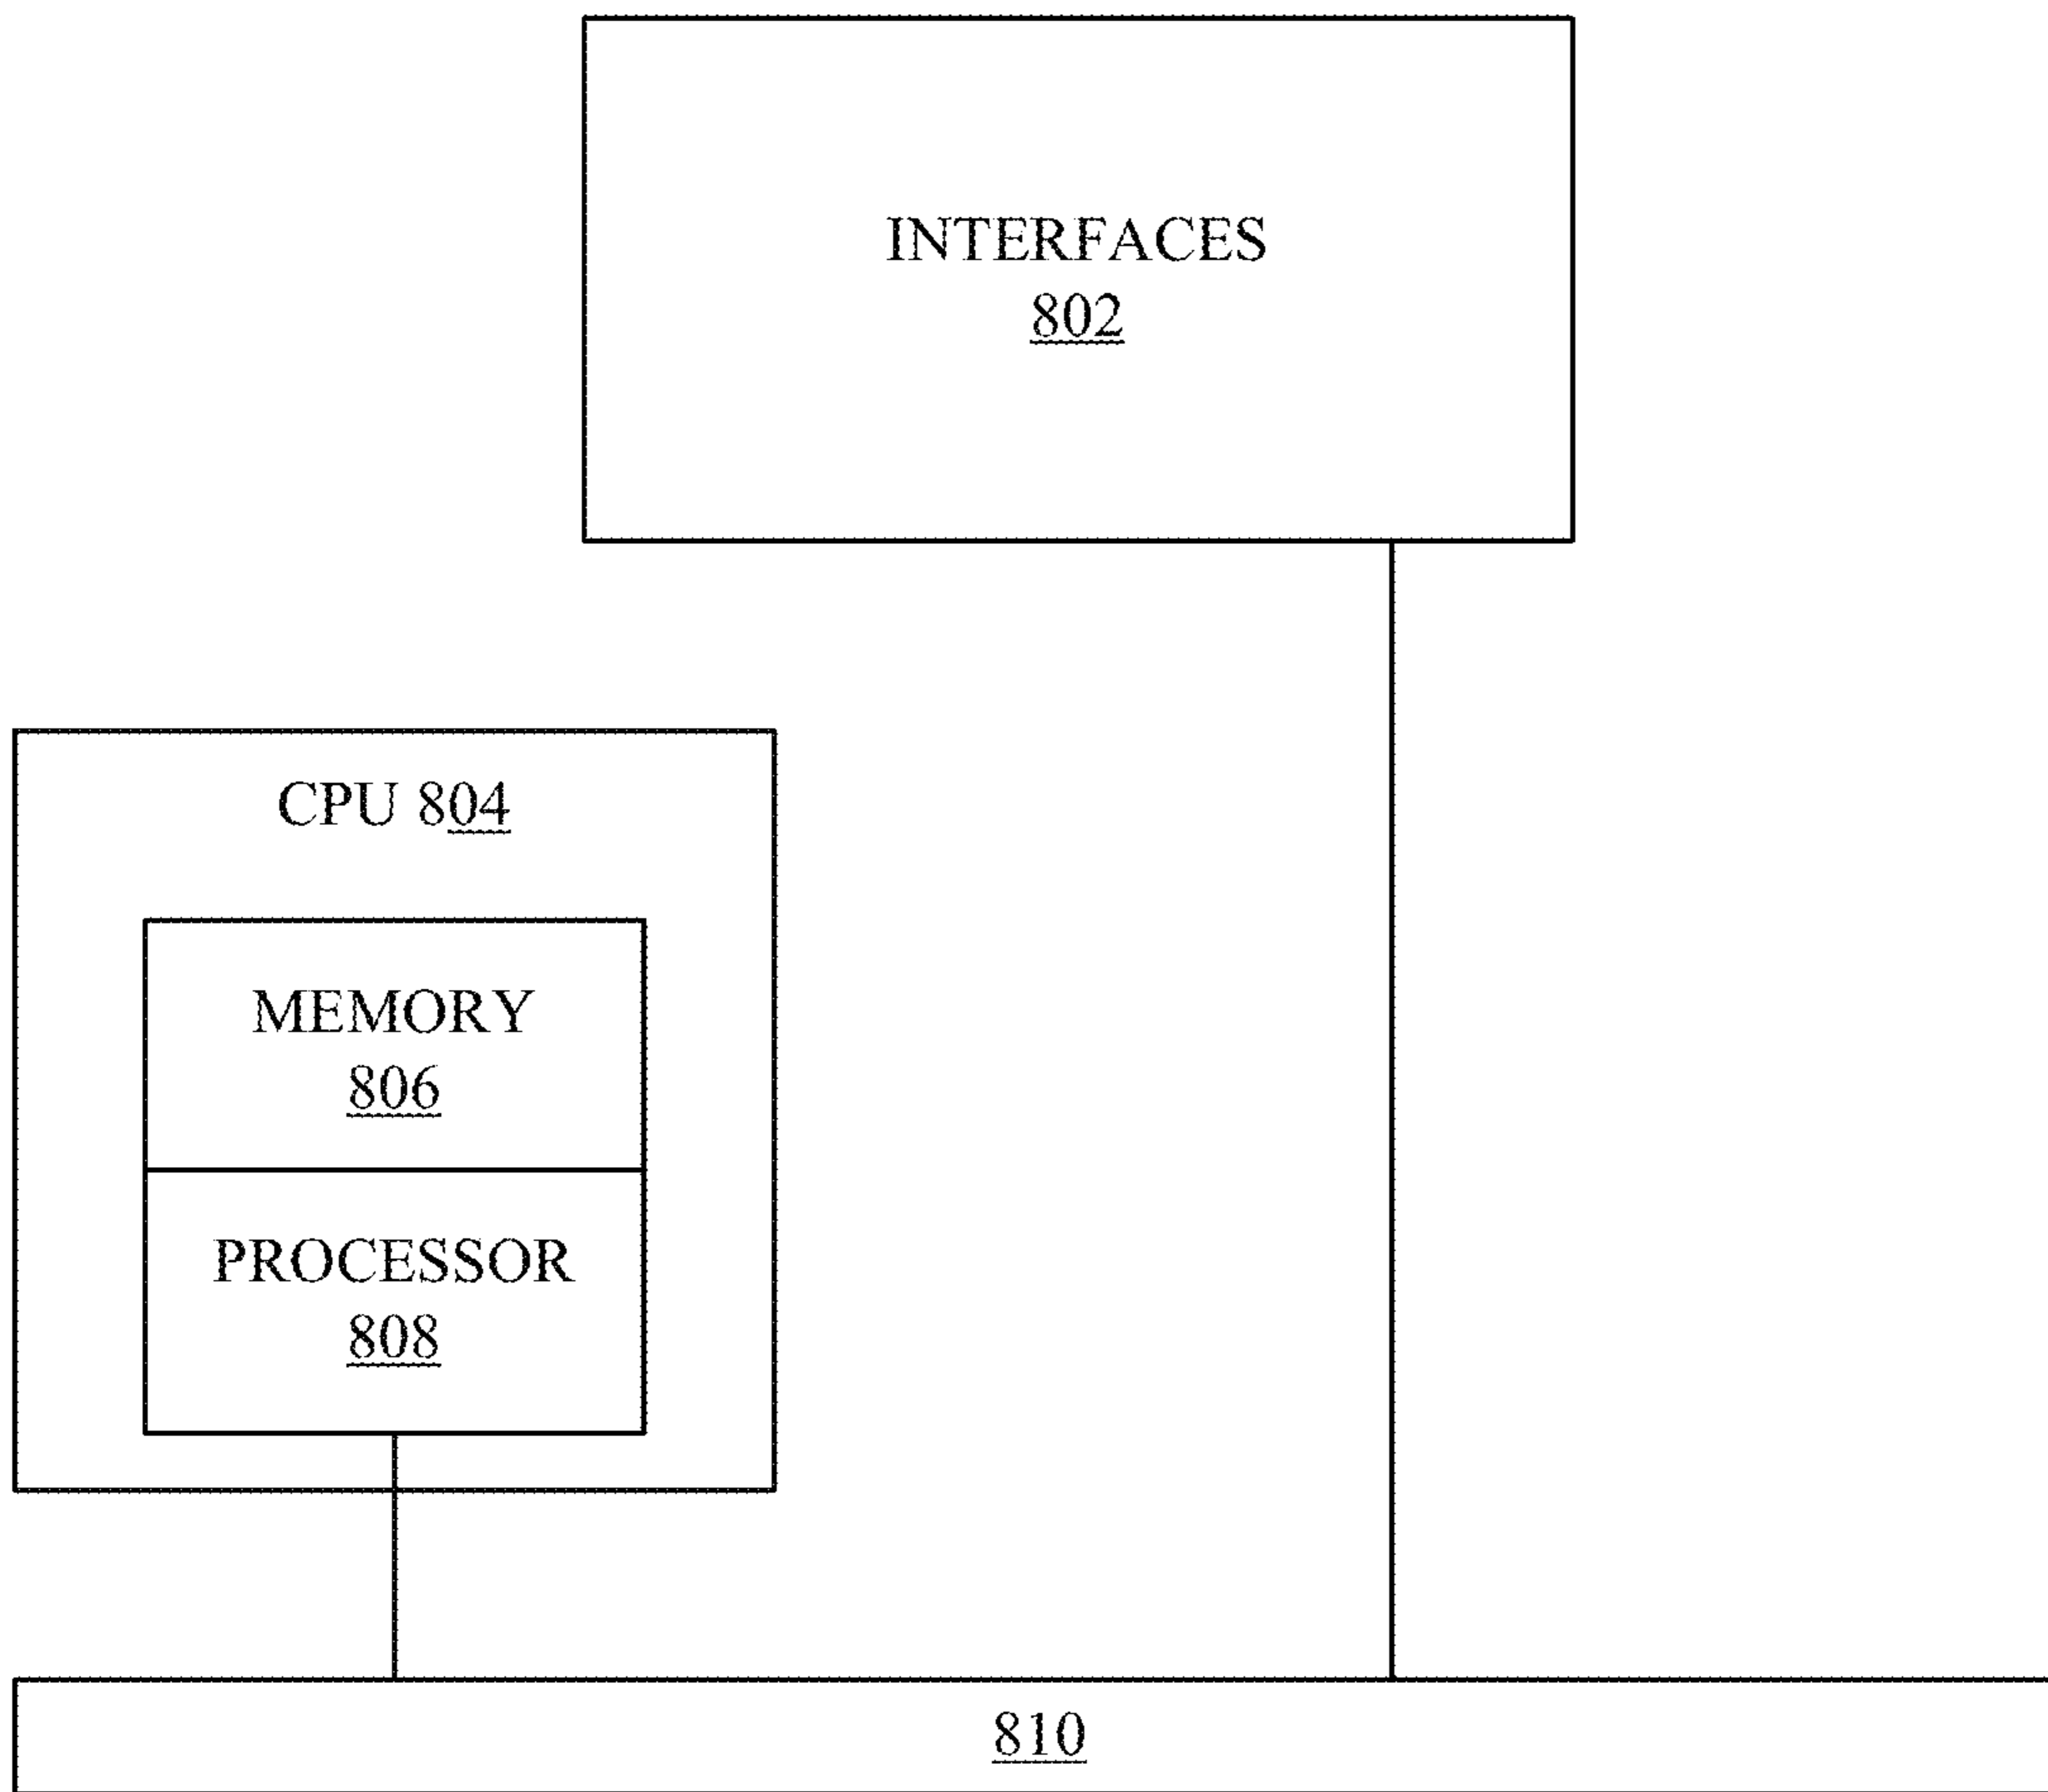 INTERFACES
802
CPU 804
MEMORY
806
PROCESSOR
808
810